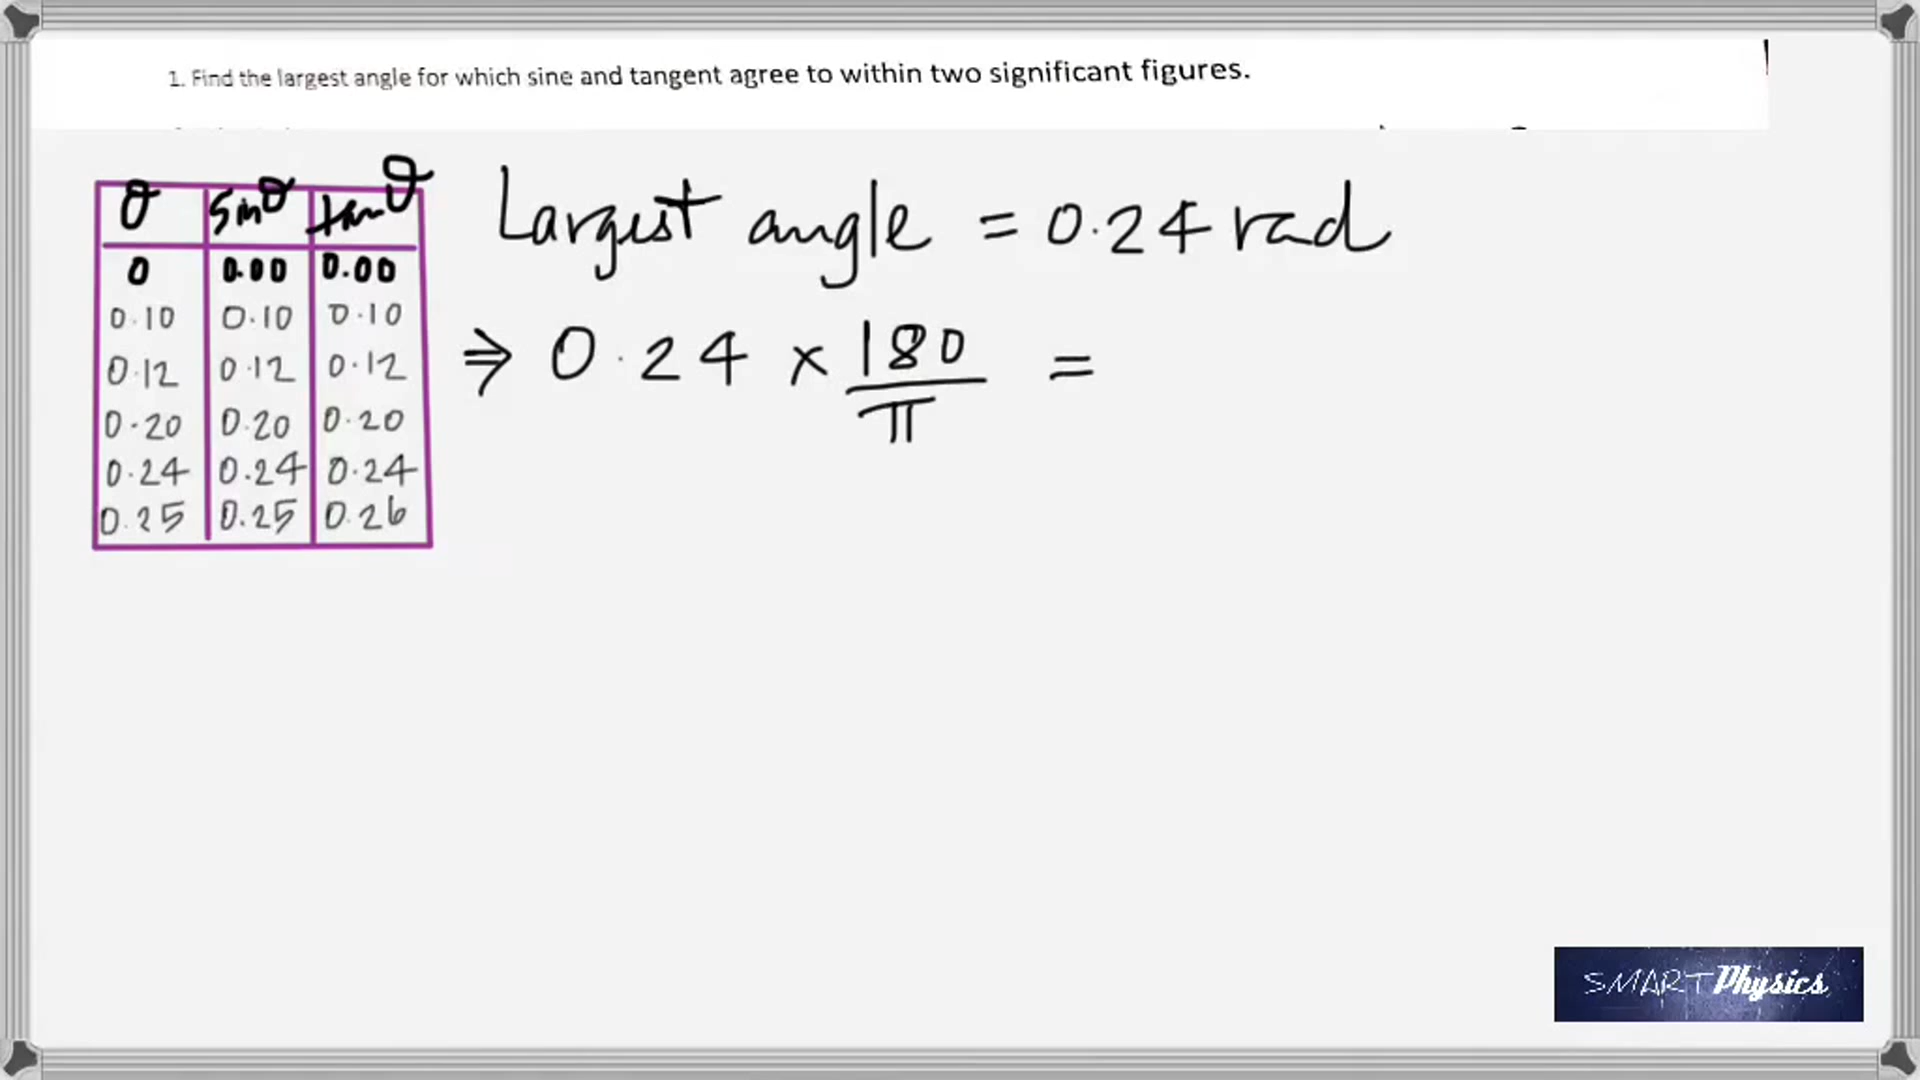 1. Find the largest angle for which sine and tangent agree to within two significant figures.
θ sinθ tanθ
0 0.00 0.00
0.10 0.10 0.10
0.12 0.12 0.12
0.20 0.20 0.20
0.24 0.24 0.24
0.25 0.25 0.26
Largest angle = 0.24 rad
⇒ 0.24 × 180/π =
SMART Physics